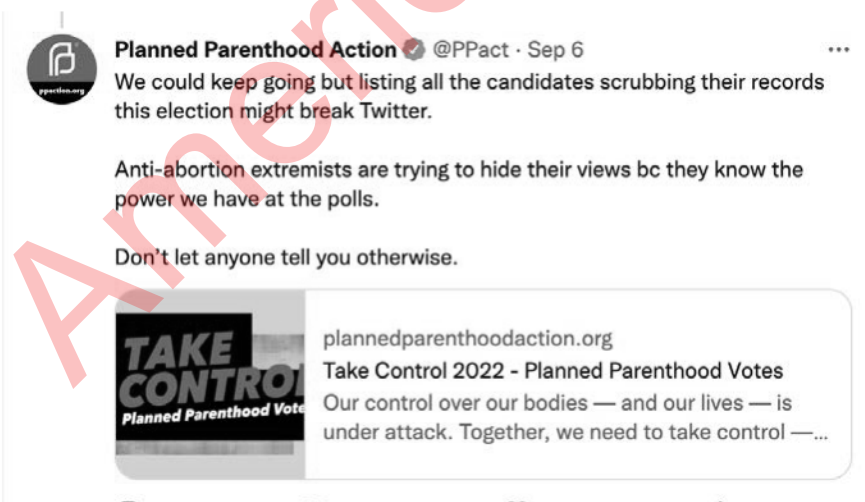 Planned Parenthood Action @PPact · Sep 6 ...
We could keep going but listing all the candidates scrubbing their records
this election might break Twitter.
Anti-abortion extremists are trying to hide their views bc they know the
power we have at the polls.
Don't let anyone tell you otherwise.
ppaction.org
TAKE
CONTROL
Planned Parenthood Vote
plannedparenthoodaction.org
Take Control 2022 - Planned Parenthood Votes
Our control over our bodies — and our lives — is
under attack. Together, we need to take control —...
Americ